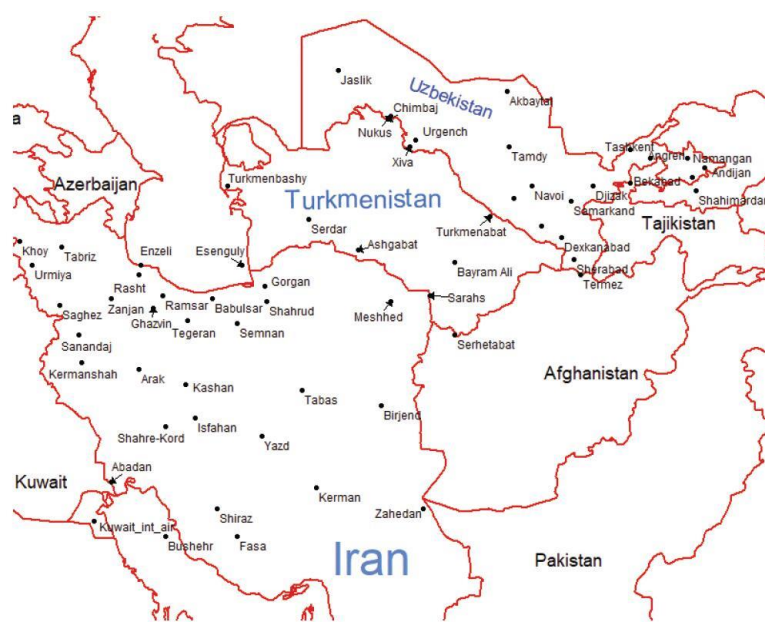 Jaslik
Uzbekistan
Akbaytal
Chimbaj
a
Nukus
Urgench
Xiva
Tamdy
Tashkent
Angren
Namangan
Andijan
Azerbaijan
Turkmenbashy
Turkmenistan
Navoi
Djizak
Bekabad
Shahimardan
Samarkand
Tajikistan
Serdar
Turkmenabat
Khoy
Tabriz
Enzeli
Esenguly
Ashgabat
Dexkanabad
Urmiya
Rasht
Gorgan
Bayram Ali
Sherabad
Termez
Saghez
Zanjan
Ghazvin
Ramsar
Babulsar
Shahrud
Meshhed
Sarahs
Tegeran
Semnan
Sanandaj
Serhetabat
Kermanshah
Arak
Kashan
Tabas
Birjend
Afghanistan
Shahre-Kord
Isfahan
Yazd
Kuwait
Abadan
Kerman
Zahedan
Kuwait_int_air
Shiraz
Bushehr
Fasa
Iran
Pakistan